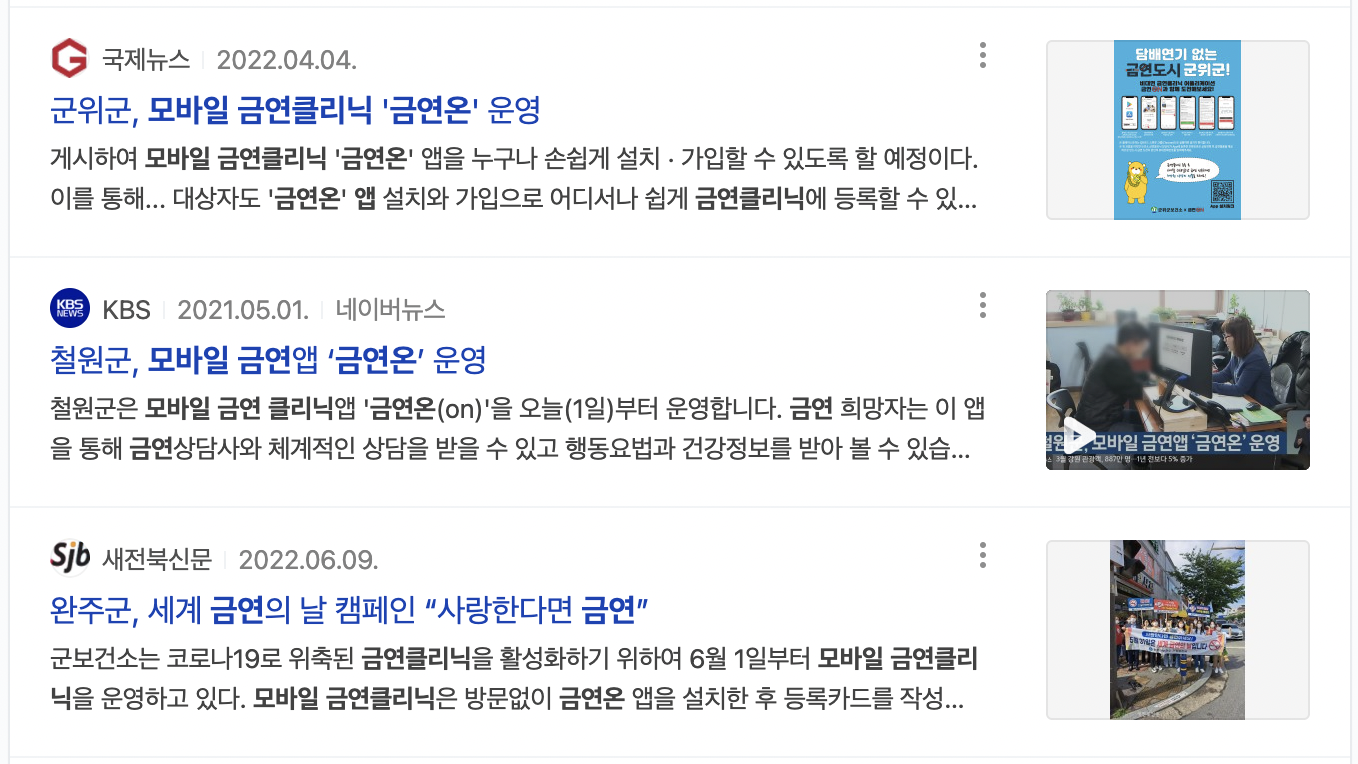 국제뉴스 2022.04.04.
군위군, 모바일 금연클리닉 '금연온' 운영
게시하여 모바일 금연클리닉 '금연온' 앱을 누구나 손쉽게 설치 · 가입할 수 있도록 할 예정이다.
이를 통해... 대상자도 '금연온' 앱 설치와 가입으로 어디서나 쉽게 금연클리닉에 등록할 수 있...
담배연기 없는
금연도시 군위군!
KBS NEWS
KBS 2021.05.01. 네이버뉴스
철원군, 모바일 금연앱 ‘금연온’ 운영
철원군은 모바일 금연 클리닉앱 '금연온(on)'을 오늘(1일)부터 운영합니다. 금연 희망자는 이 앱
을 통해 금연상담사와 체계적인 상담을 받을 수 있고 행동요법과 건강정보를 받아 볼 수 있습...
모바일 금연앱 ‘금연온’ 운영
Sjb 새전북신문 2022.06.09.
완주군, 세계 금연의 날 캠페인 “사랑한다면 금연”
군보건소는 코로나19로 위축된 금연클리닉을 활성화하기 위하여 6월 1일부터 모바일 금연클리
닉을 운영하고 있다. 모바일 금연클리닉은 방문없이 금연온 앱을 설치한 후 등록카드를 작성...